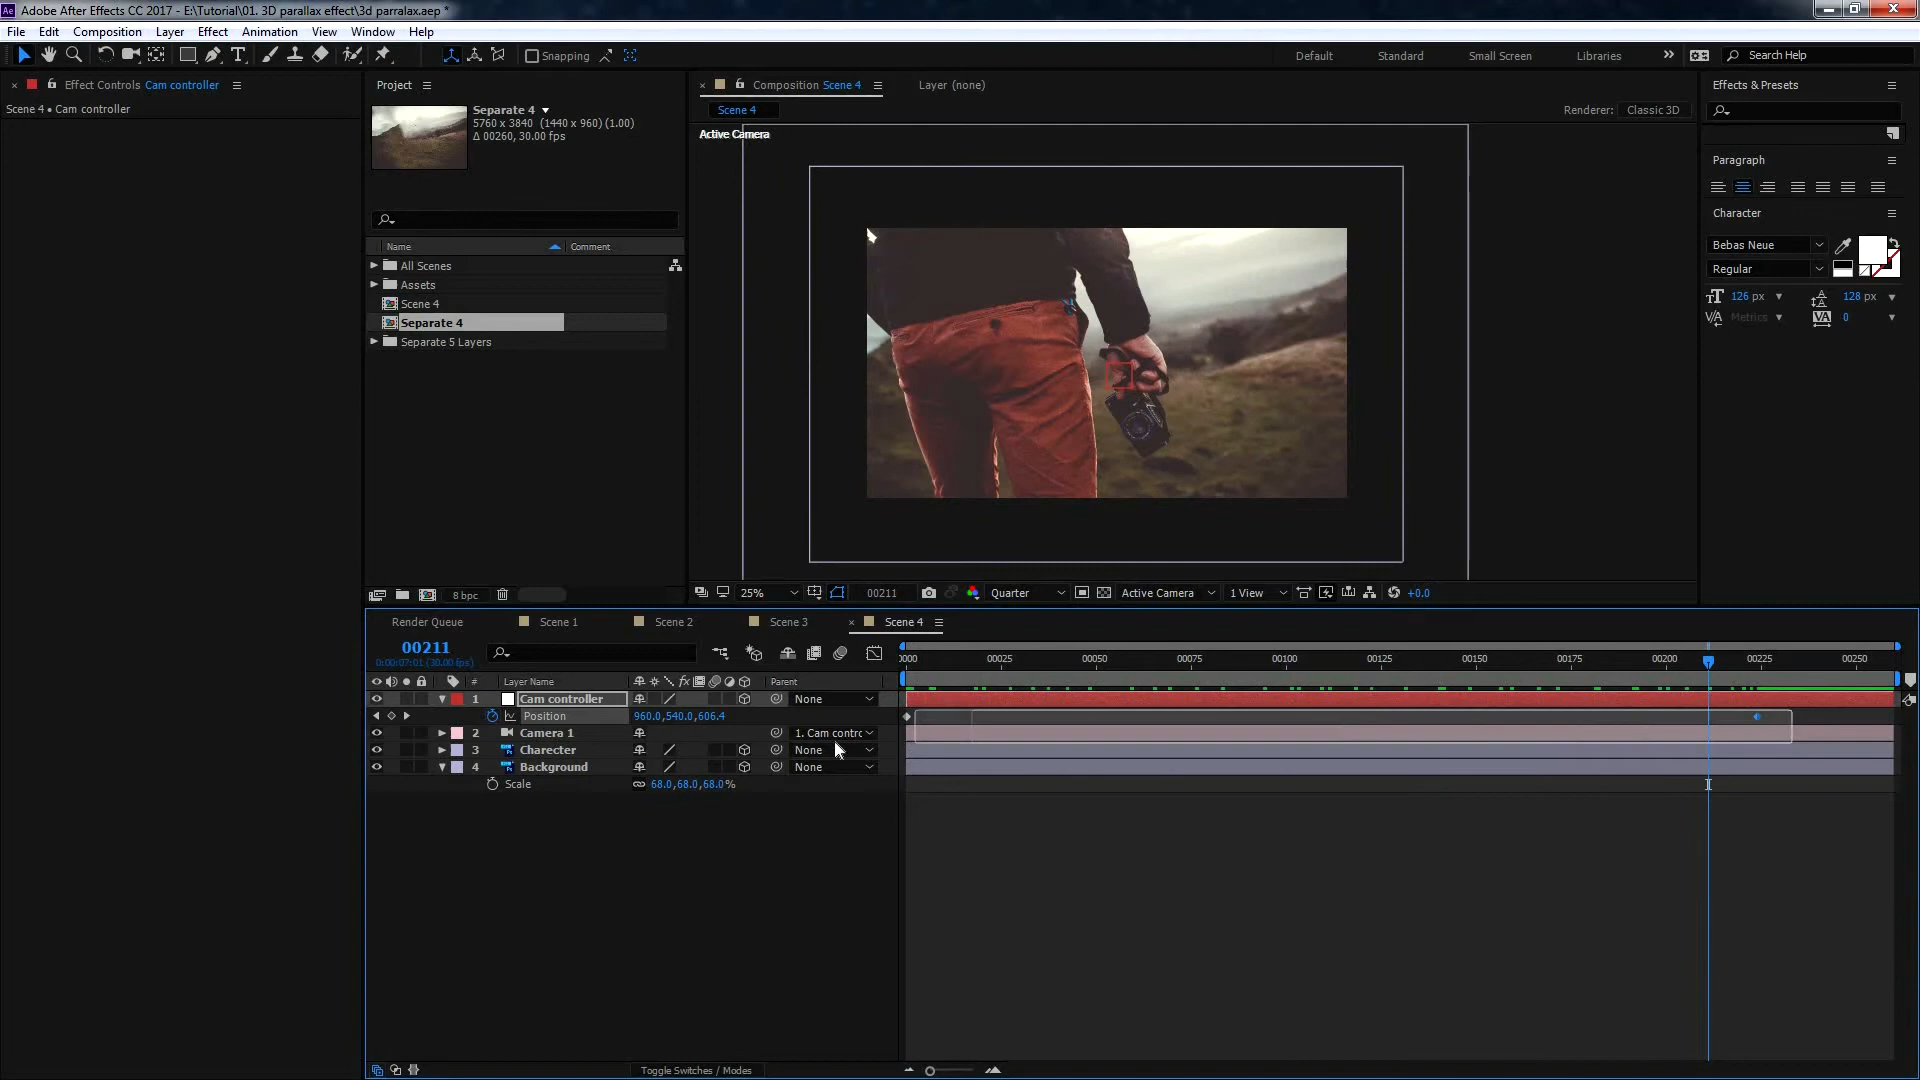 Ae Adobe After Effects CC 2017 - E:\Tutorial\01. 3D parallax effect\3d parralax.aep *
File Edit Composition Layer Effect Animation View Window Help
Snapping Default Standard Small Screen Libraries Search Help
Effect Controls Cam controller
Scene 4 • Cam controller
Project
Separate 4
5760 x 3840 (1440 x 960) (1.00)
Δ 00260, 30.00 fps
Name Comment
All Scenes
Assets
Scene 4
Separate 4
Separate 5 Layers
8 bpc
Composition Scene 4 Layer (none)
Scene 4 Renderer: Classic 3D
Active Camera
25% 00211 Quarter Active Camera 1 View +0.0
Effects & Presets
Paragraph
Character
Bebas Neue
Regular
126 px 128 px
Metrics 0
Render Queue Scene 1 Scene 2 Scene 3 Scene 4
00211
0:00:07:01 (30.00 fps)
0000 00025 00050 00075 00100 00125 00150 00175 00200 00225 00250
# Layer Name Parent
1 Cam controller None
Position 960.0,540.0,606.4
2 Camera 1 1. Cam contrc
3 Charecter None
4 Background None
Scale 68.0,68.0,68.0%
Toggle Switches / Modes